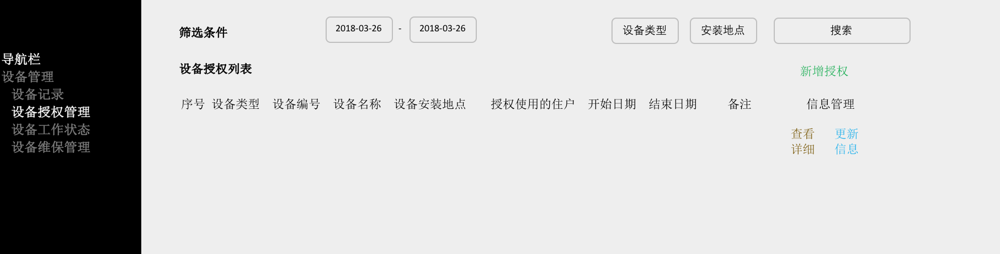 导航栏
设备管理
设备记录
设备授权管理
设备工作状态
设备维保管理
筛选条件 2018-03-26 - 2018-03-26 设备类型 安装地点 搜索
设备授权列表 新增授权
序号 设备类型 设备编号 设备名称 设备安装地点 授权使用的住户 开始日期 结束日期 备注 信息管理
查看 更新
详细 信息